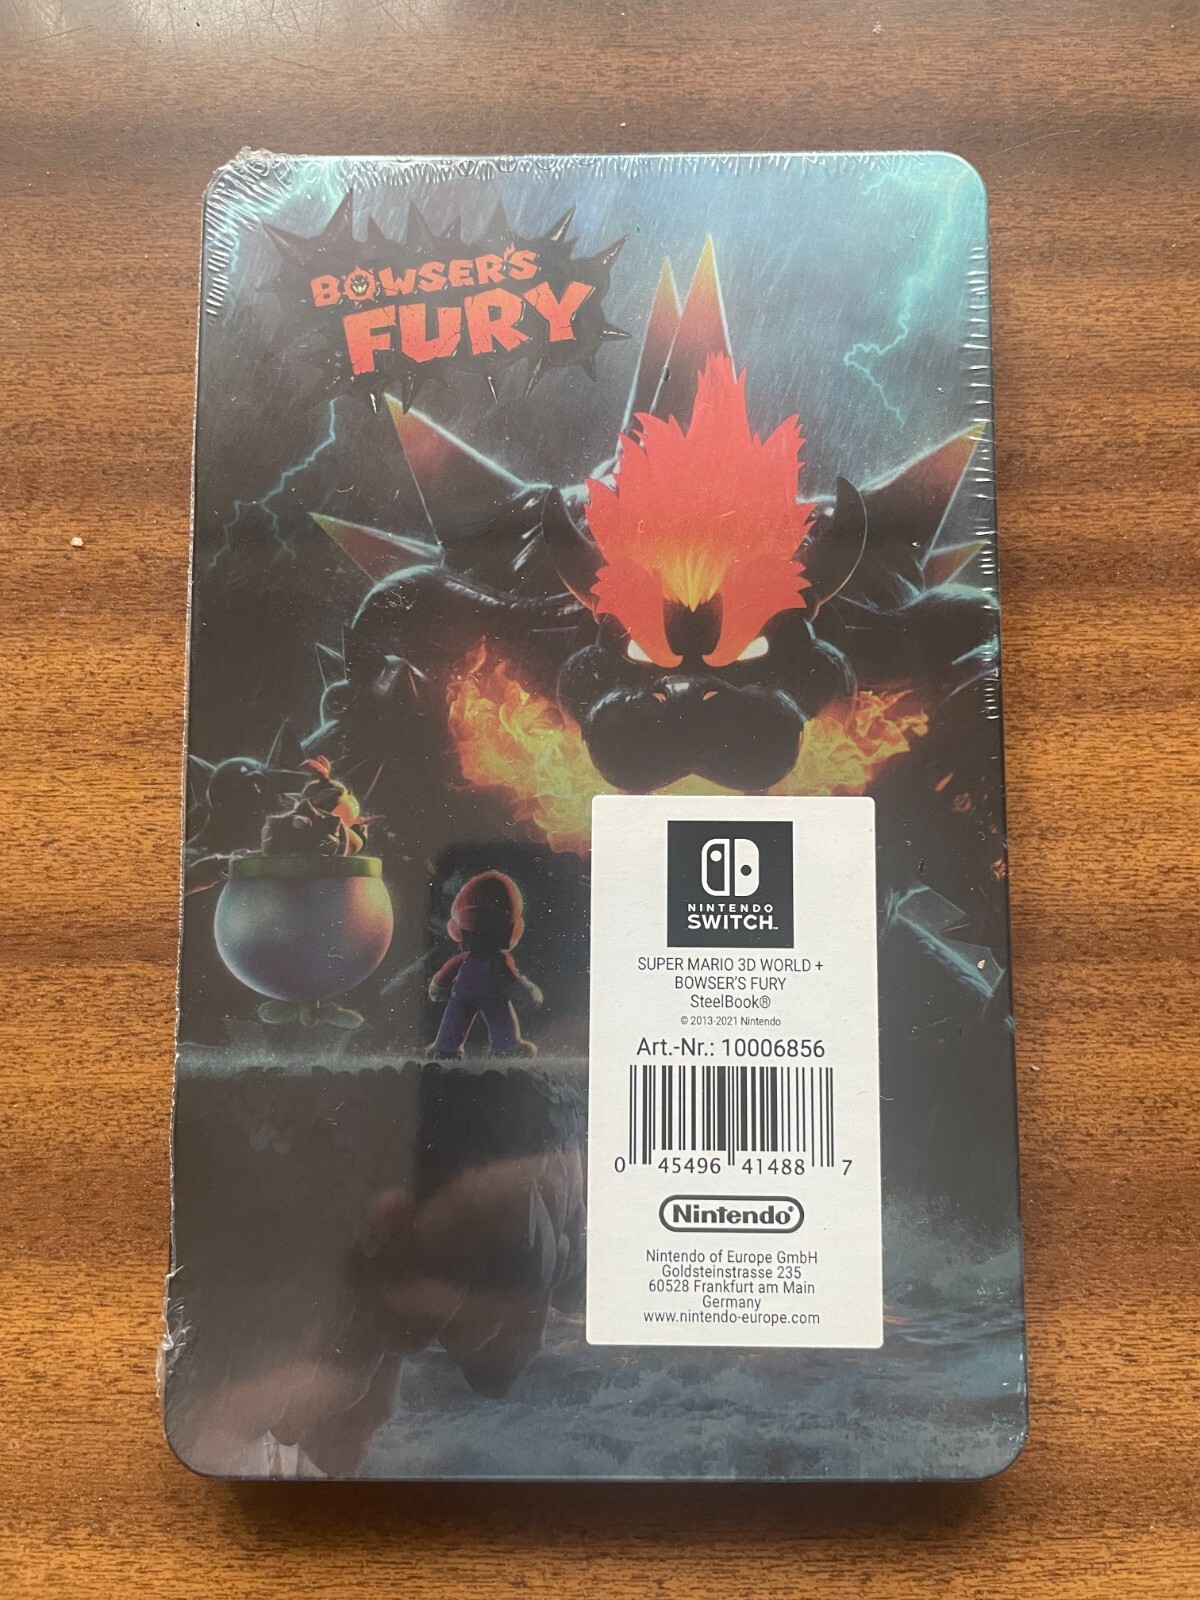 BOWSER'S
FURY
NINTENDO
SWITCH™
SUPER MARIO 3D WORLD +
BOWSER'S FURY
SteelBook®
© 2013-2021 Nintendo
Art.-Nr.: 10006856
0 45496 41488 7
Nintendo®
Nintendo of Europe GmbH
Goldsteinstrasse 235
60528 Frankfurt am Main
Germany
www.nintendo-europe.com